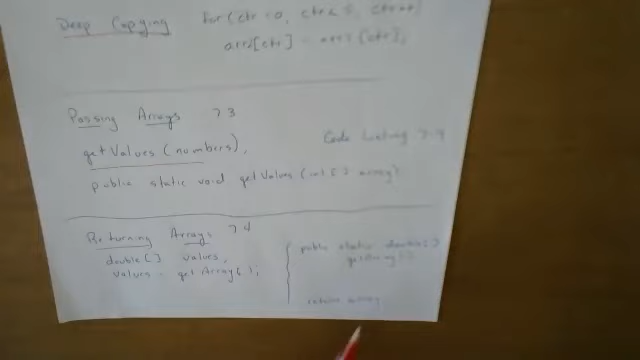 Deep Copying for (ctr = 0, ctr < 5, ctr++)
arr2[ctr] = arr1[ctr];
Passing Arrays 7.3
getValues (numbers), Code Listing 7-
public static void getValues (int[] array)
Returning Arrays 7.4
double[] values, public static double[]
values = getArray(); getArray()
return array